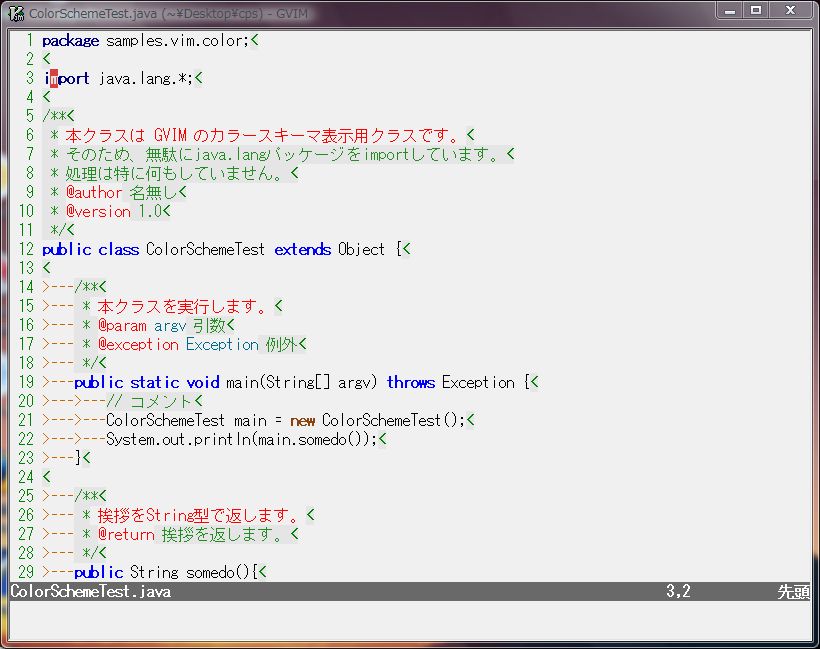 ColorSchemeTest.java (~¥Desktop¥cps) - GVIM
1 package samples.vim.color;<
2 <
3 import java.lang.*;<
4 <
5 /**<
6  * 本クラスは GVIM のカラースキーマ表示用クラスです。<
7  * そのため、無駄にjava.langパッケージをimportしています。<
8  * 処理は特に何もしていません。<
9  * @author 名無し<
10  * @version 1.0<
11  */<
12 public class ColorSchemeTest extends Object {<
13 <
14 >---/**<
15 >--- * 本クラスを実行します。<
16 >--- * @param argv 引数<
17 >--- * @exception Exception 例外<
18 >--- */<
19 >---public static void main(String[] argv) throws Exception {<
20 >--->---// コメント<
21 >--->---ColorSchemeTest main = new ColorSchemeTest();<
22 >--->---System.out.println(main.somedo());<
23 >---}<
24 <
25 >---/**<
26 >--- * 挨拶をString型で返します。<
27 >--- * @return 挨拶を返します。<
28 >--- */<
29 >---public String somedo(){<
ColorSchemeTest.java 3,2 先頭